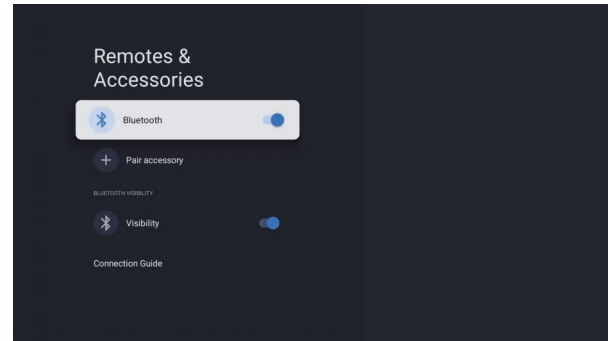 Remotes &
Accessories
Bluetooth
Pair accessory
BLUETOOTH VISIBILITY
Visibility
Connection Guide